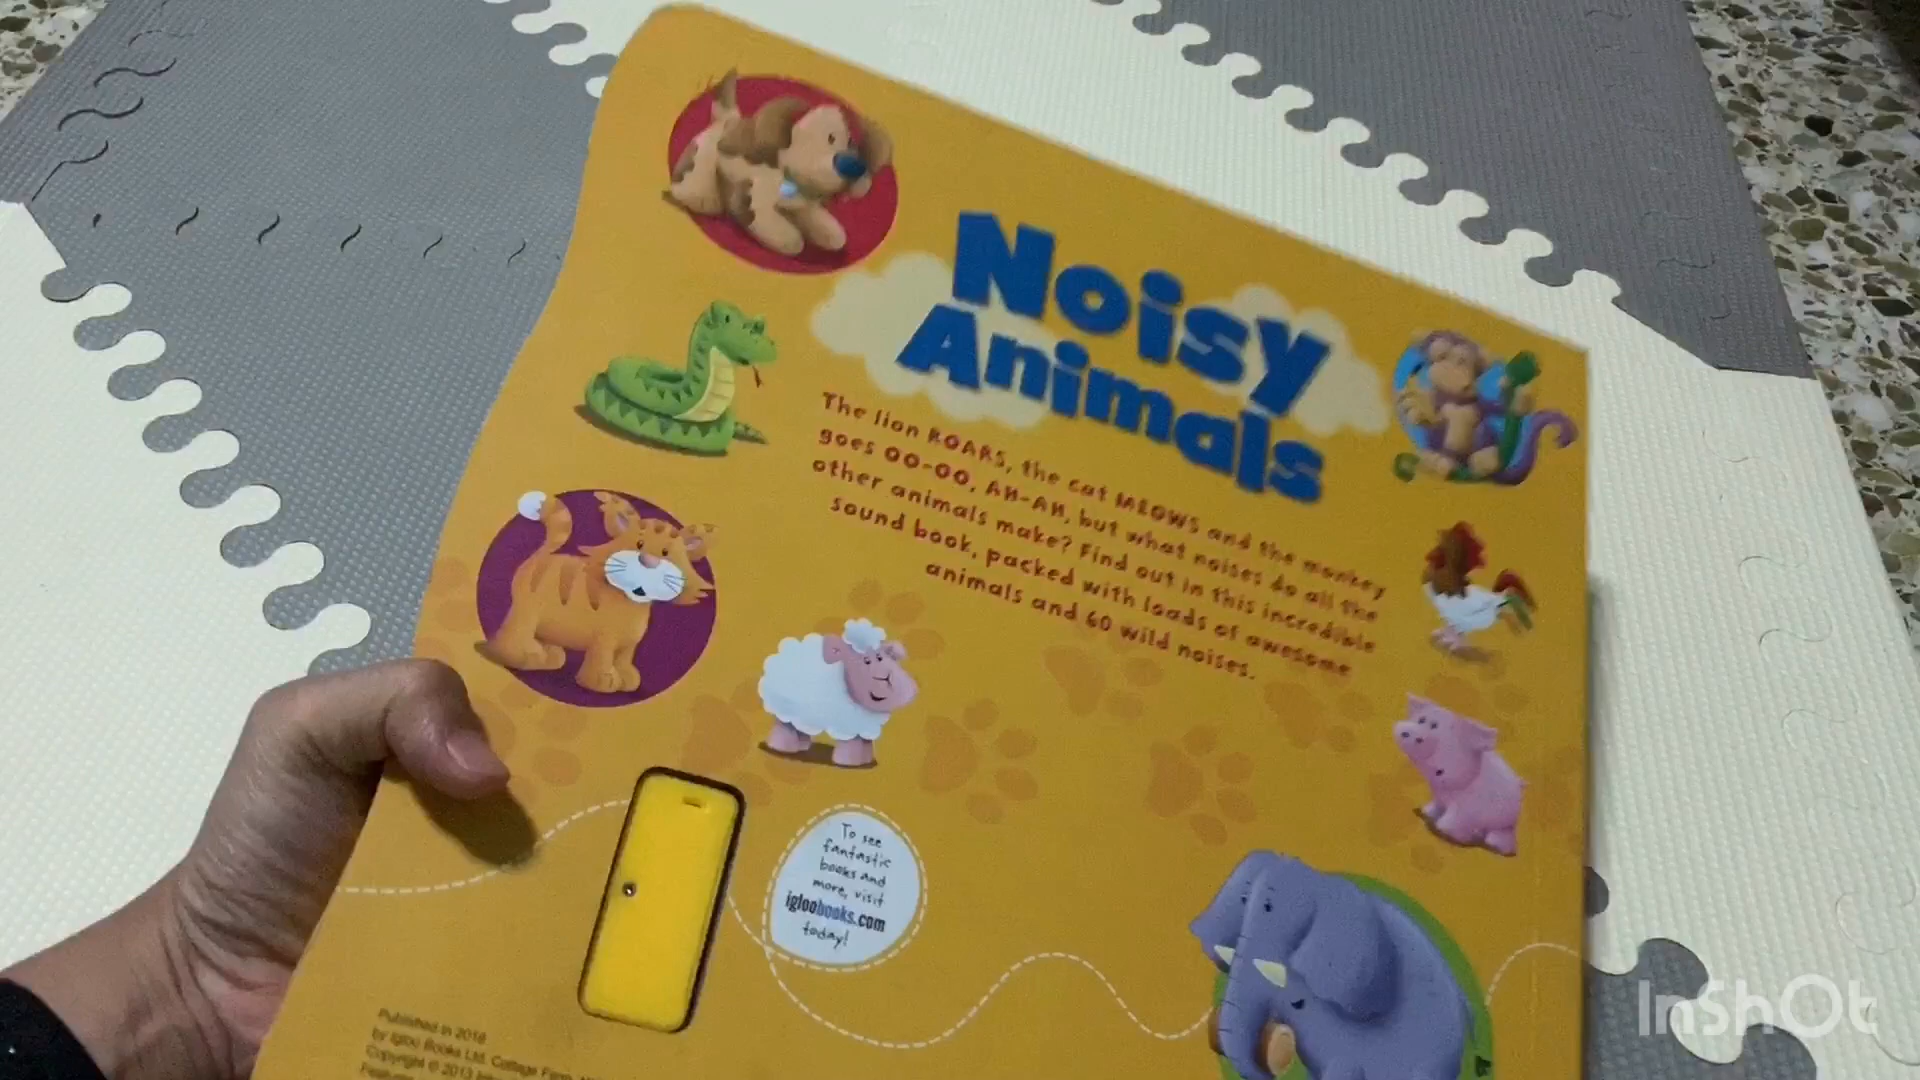 Noisy
Animals
The lion ROARS, the cat MEOWS and the monkey
goes OO-OO, AH-AH, but what noises do all the
other animals make? Find out in this incredible
sound book, packed with loads of awesome
animals and 60 wild noises.
To see
fantastic
books and
more, visit
igloobooks.com
today!
Published in 2018
by Igloo Books Ltd, Cottage Farm,
Copyright © 2013
InShOt